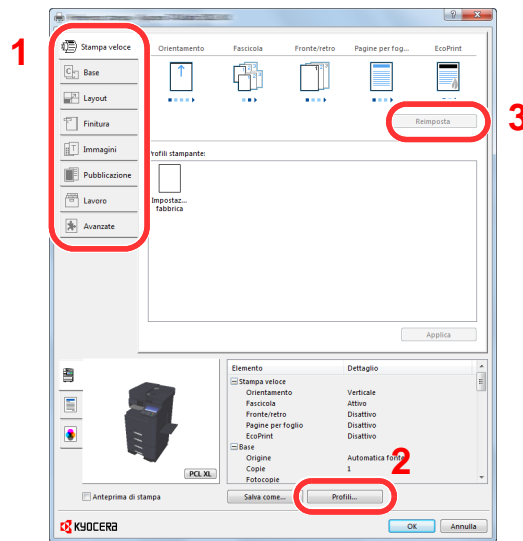 1
Stampa veloce
Base
Layout
Finitura
Immagini
Pubblicazione
Lavoro
Avanzate
Orientamento Fascicola Fronte/retro Pagine per fog... EcoPrint
Reimposta
3
Profili stampante:
Impostaz...
fabbrica
Applica
Elemento Dettaglio
Stampa veloce
Orientamento Verticale
Fascicola Attivo
Fronte/retro Disattivo
Pagine per foglio Disattivo
EcoPrint Disattivo
Base
Origine Automatica fonte
Copie 1
Fotocopie
2
PCL XL
Anteprima di stampa
Salva come...
Profili...
KYOCERA
OK
Annulla